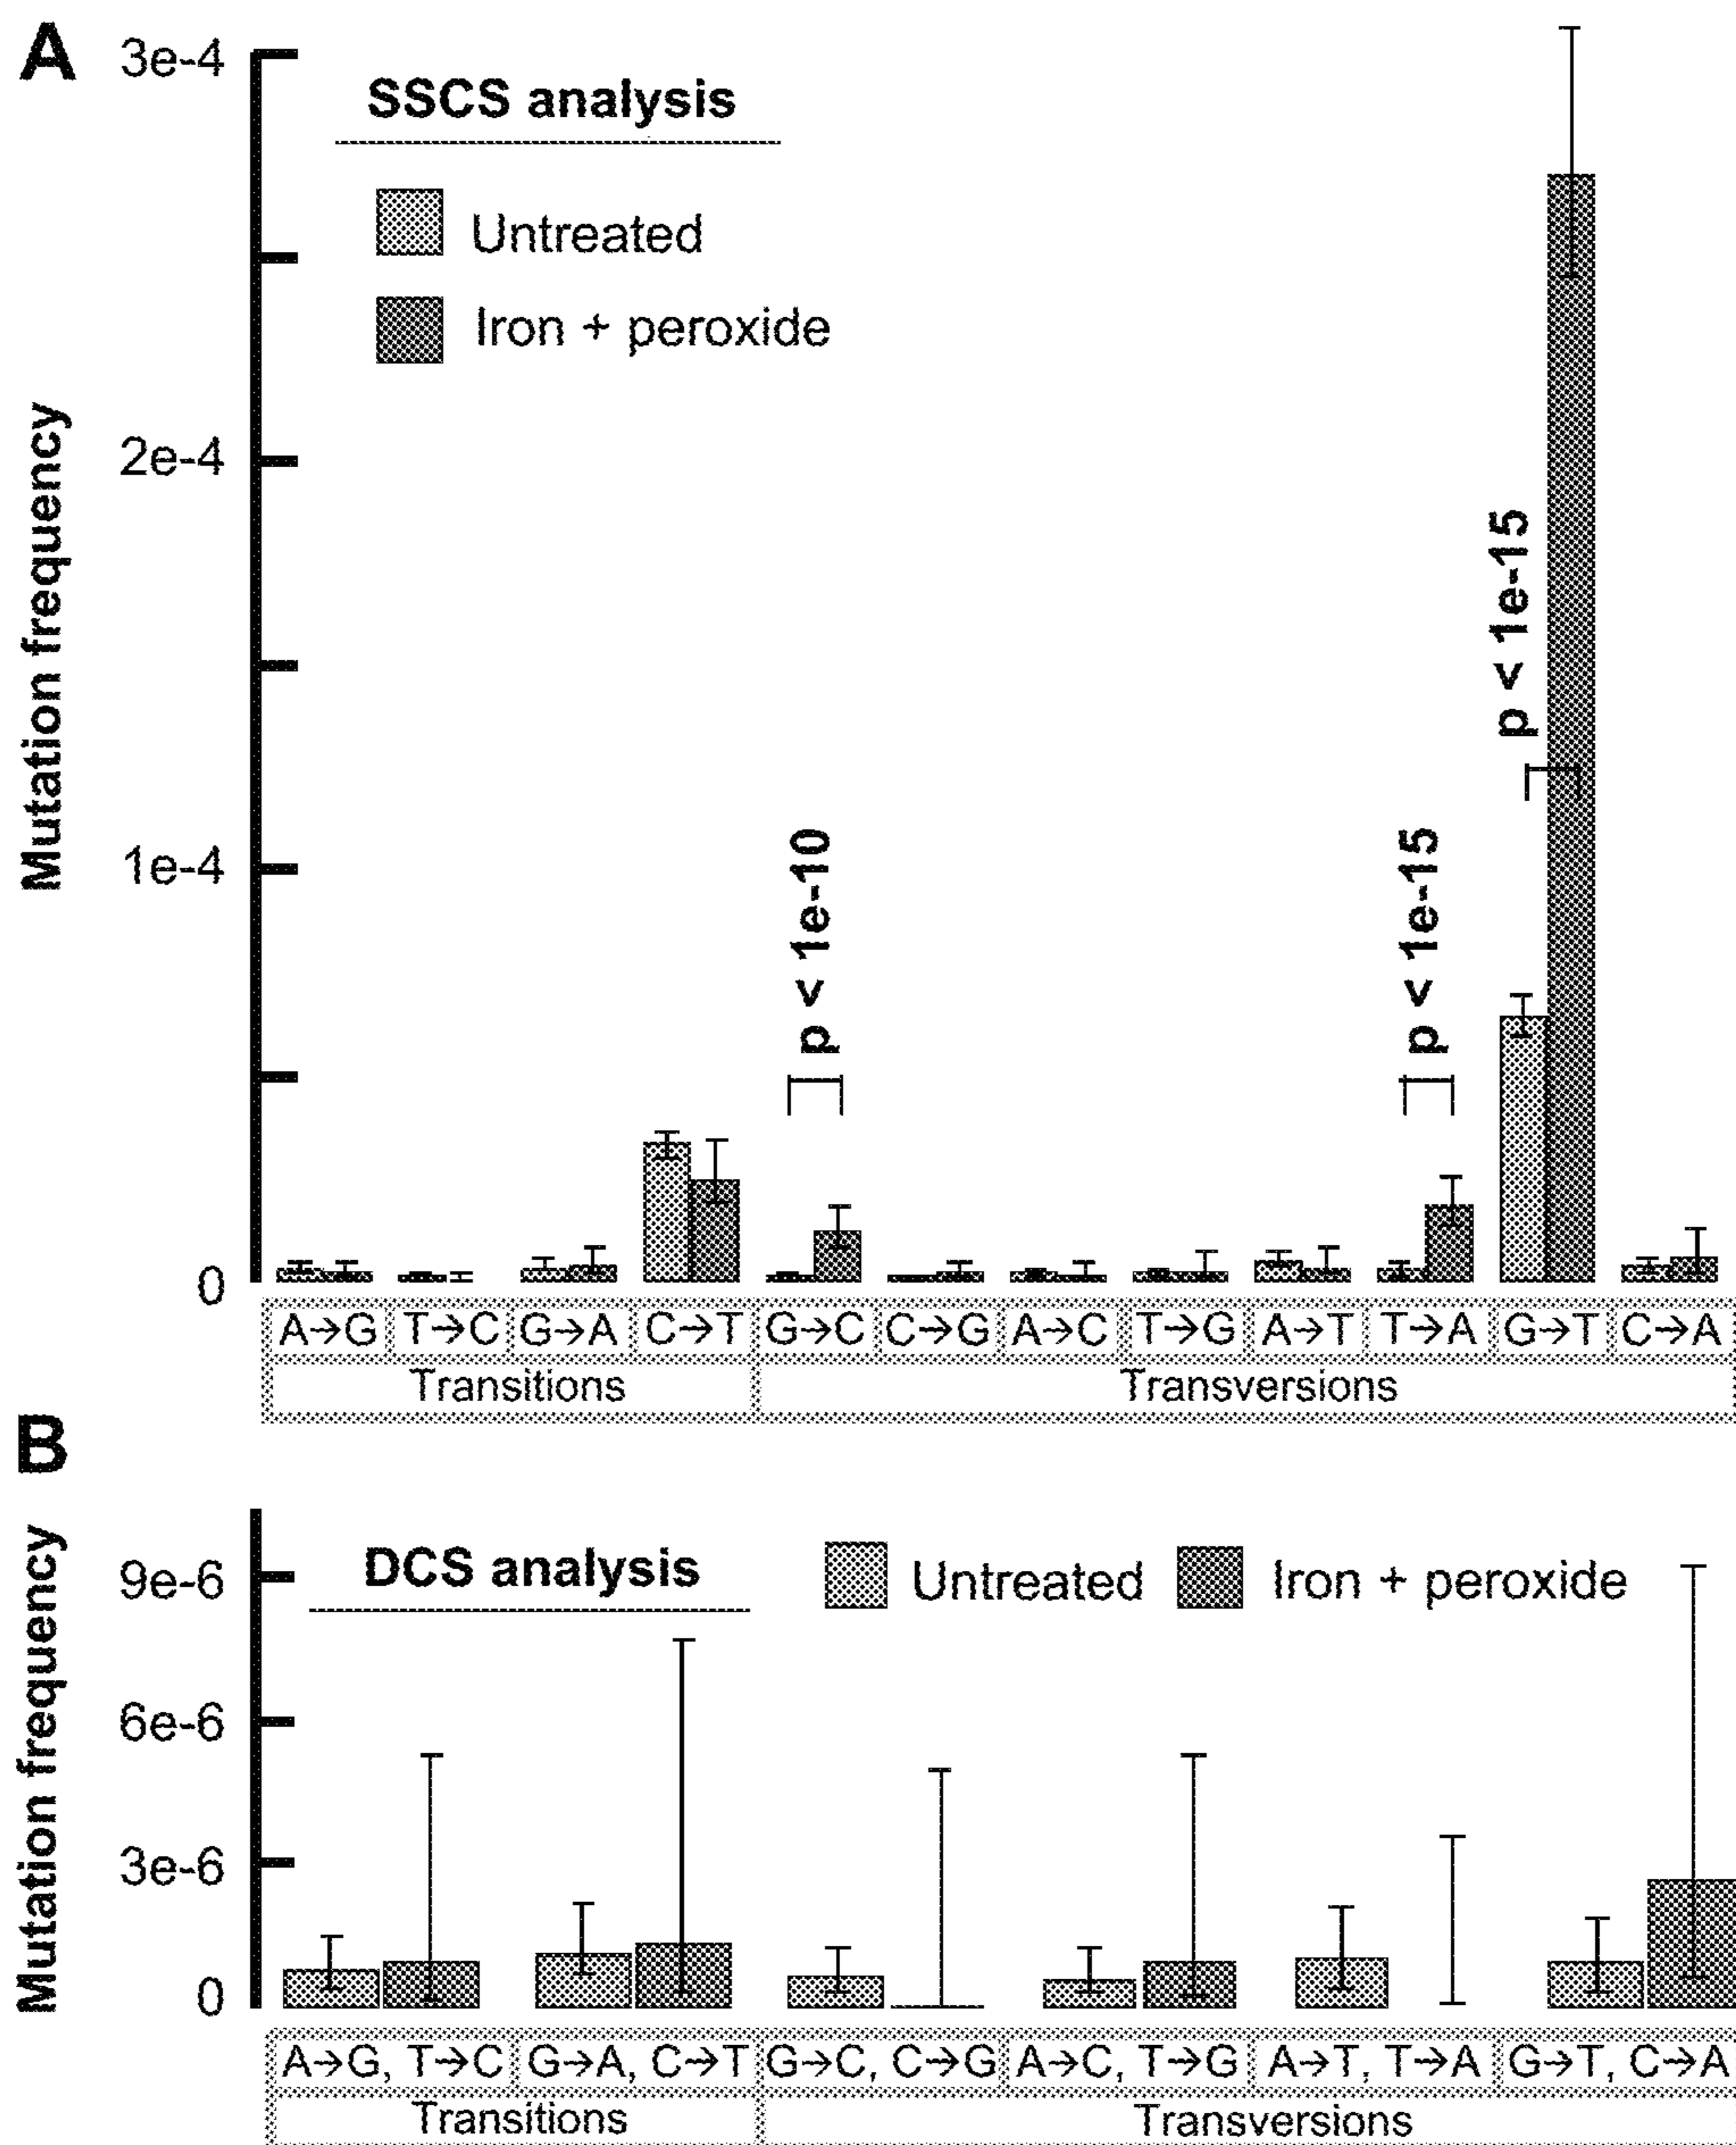 A
3e-4
SSCS analysis
Untreated
Iron + peroxide
2e-4
1e-4
0
Mutation frequency
p < 1e-10
p < 1e-15
p < 1e-15
A→G T→C G→A C→T G→C C→G A→C T→G A→T T→A G→T C→A
Transitions Transversions
B
DCS analysis Untreated Iron + peroxide
9e-6
6e-6
3e-6
0
Mutation frequency
A→G, T→C G→A, C→T G→C, C→G A→C, T→G A→T, T→A G→T, C→A
Transitions Transversions